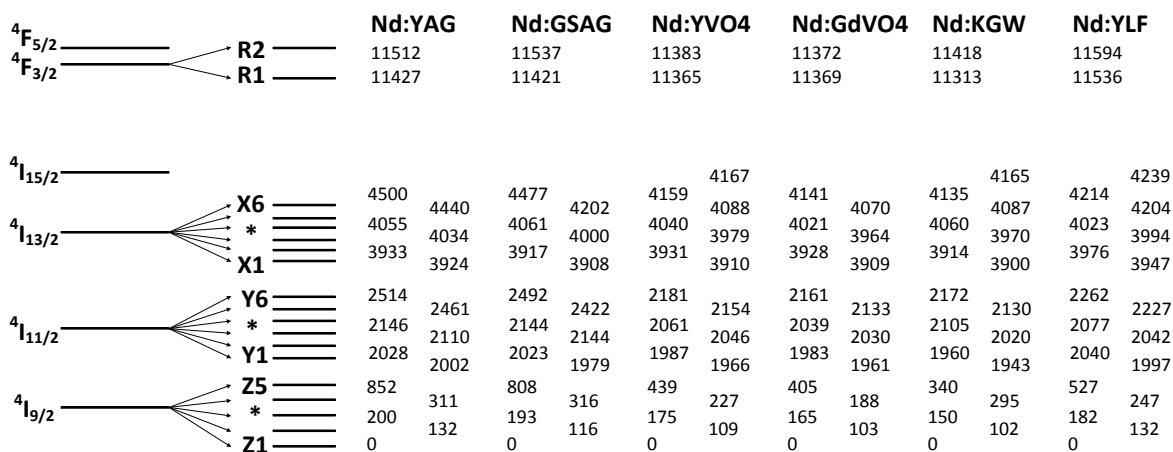 Nd:YAG Nd:GSAG Nd:YVO4 Nd:GdVO4 Nd:KGW Nd:YLF
4F5/2 R2 11512 11537 11383 11372 11418 11594
4F3/2 R1 11427 11421 11365 11369 11313 11536
4I15/2 4167 4165 4239
4500 4477 4159 4141 4135 4214
X6 4440 4202 4088 4070 4087 4204
4I13/2 * 4055 4061 4040 4021 4060 4023
4034 4000 3979 3964 3970 3994
3933 3917 3931 3928 3914 3976
X1 3924 3908 3910 3909 3900 3947
Y6 2514 2492 2181 2161 2172 2262
2461 2422 2154 2133 2130 2227
4I11/2 * 2146 2144 2061 2039 2105 2077
2110 2144 2046 2030 2020 2042
Y1 2028 2023 1987 1983 1960 2040
2002 1979 1966 1961 1943 1997
Z5 852 808 439 405 340 527
311 316 227 188 295 247
4I9/2 * 200 193 175 165 150 182
132 116 109 103 102 132
Z1 0 0 0 0 0 0